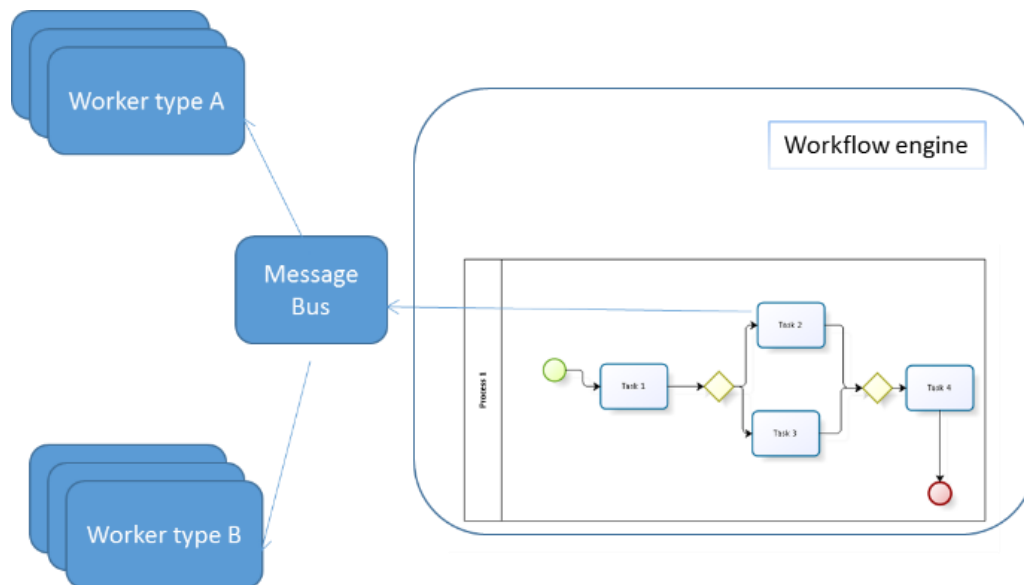 Worker type A
Workflow engine
Message
Bus
Process 1
Task 1
Task 2
Task 3
Task 4
Worker type B